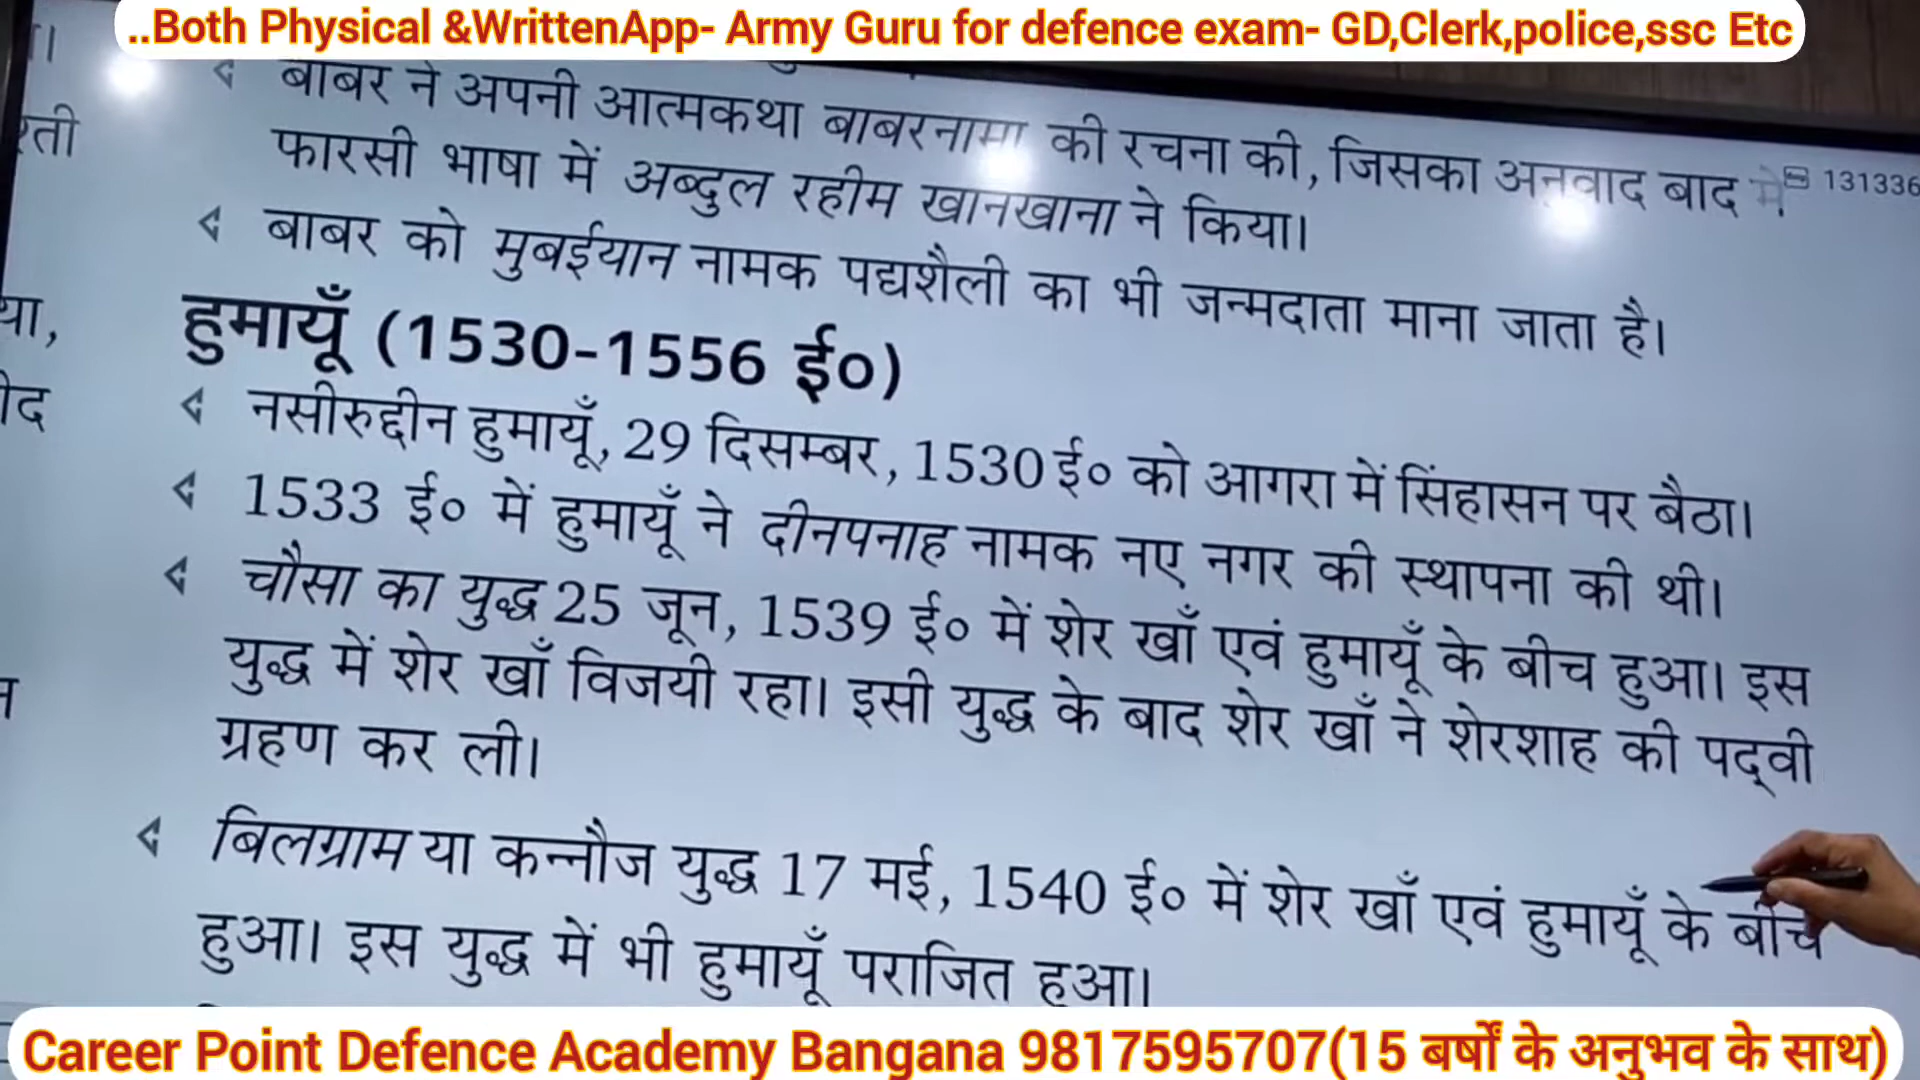 ..Both Physical &WrittenApp- Army Guru for defence exam- GD,Clerk,police,ssc Etc
बाबर ने अपनी आत्मकथा बाबरनामा की रचना की, जिसका अनुवाद बाद में
131336
फारसी भाषा में अब्दुल रहीम खानखाना ने किया।
बाबर को मुबईयान नामक पद्यशैली का भी जन्मदाता माना जाता है।
हुमायूँ (1530-1556 ई०)
नसीरुद्दीन हुमायूँ, 29 दिसम्बर, 1530 ई० को आगरा में सिंहासन पर बैठा।
1533 ई० में हुमायूँ ने दीनपनाह नामक नए नगर की स्थापना की थी।
चौसा का युद्ध 25 जून, 1539 ई० में शेर खाँ एवं हुमायूँ के बीच हुआ। इस
युद्ध में शेर खाँ विजयी रहा। इसी युद्ध के बाद शेर खाँ ने शेरशाह की पद्वी
ग्रहण कर ली।
बिलग्राम या कन्नौज युद्ध 17 मई, 1540 ई० में शेर खाँ एवं हुमायूँ के बीच
हुआ। इस युद्ध में भी हुमायूँ पराजित हुआ।
Career Point Defence Academy Bangana 9817595707(15 बर्षों के अनुभव के साथ)